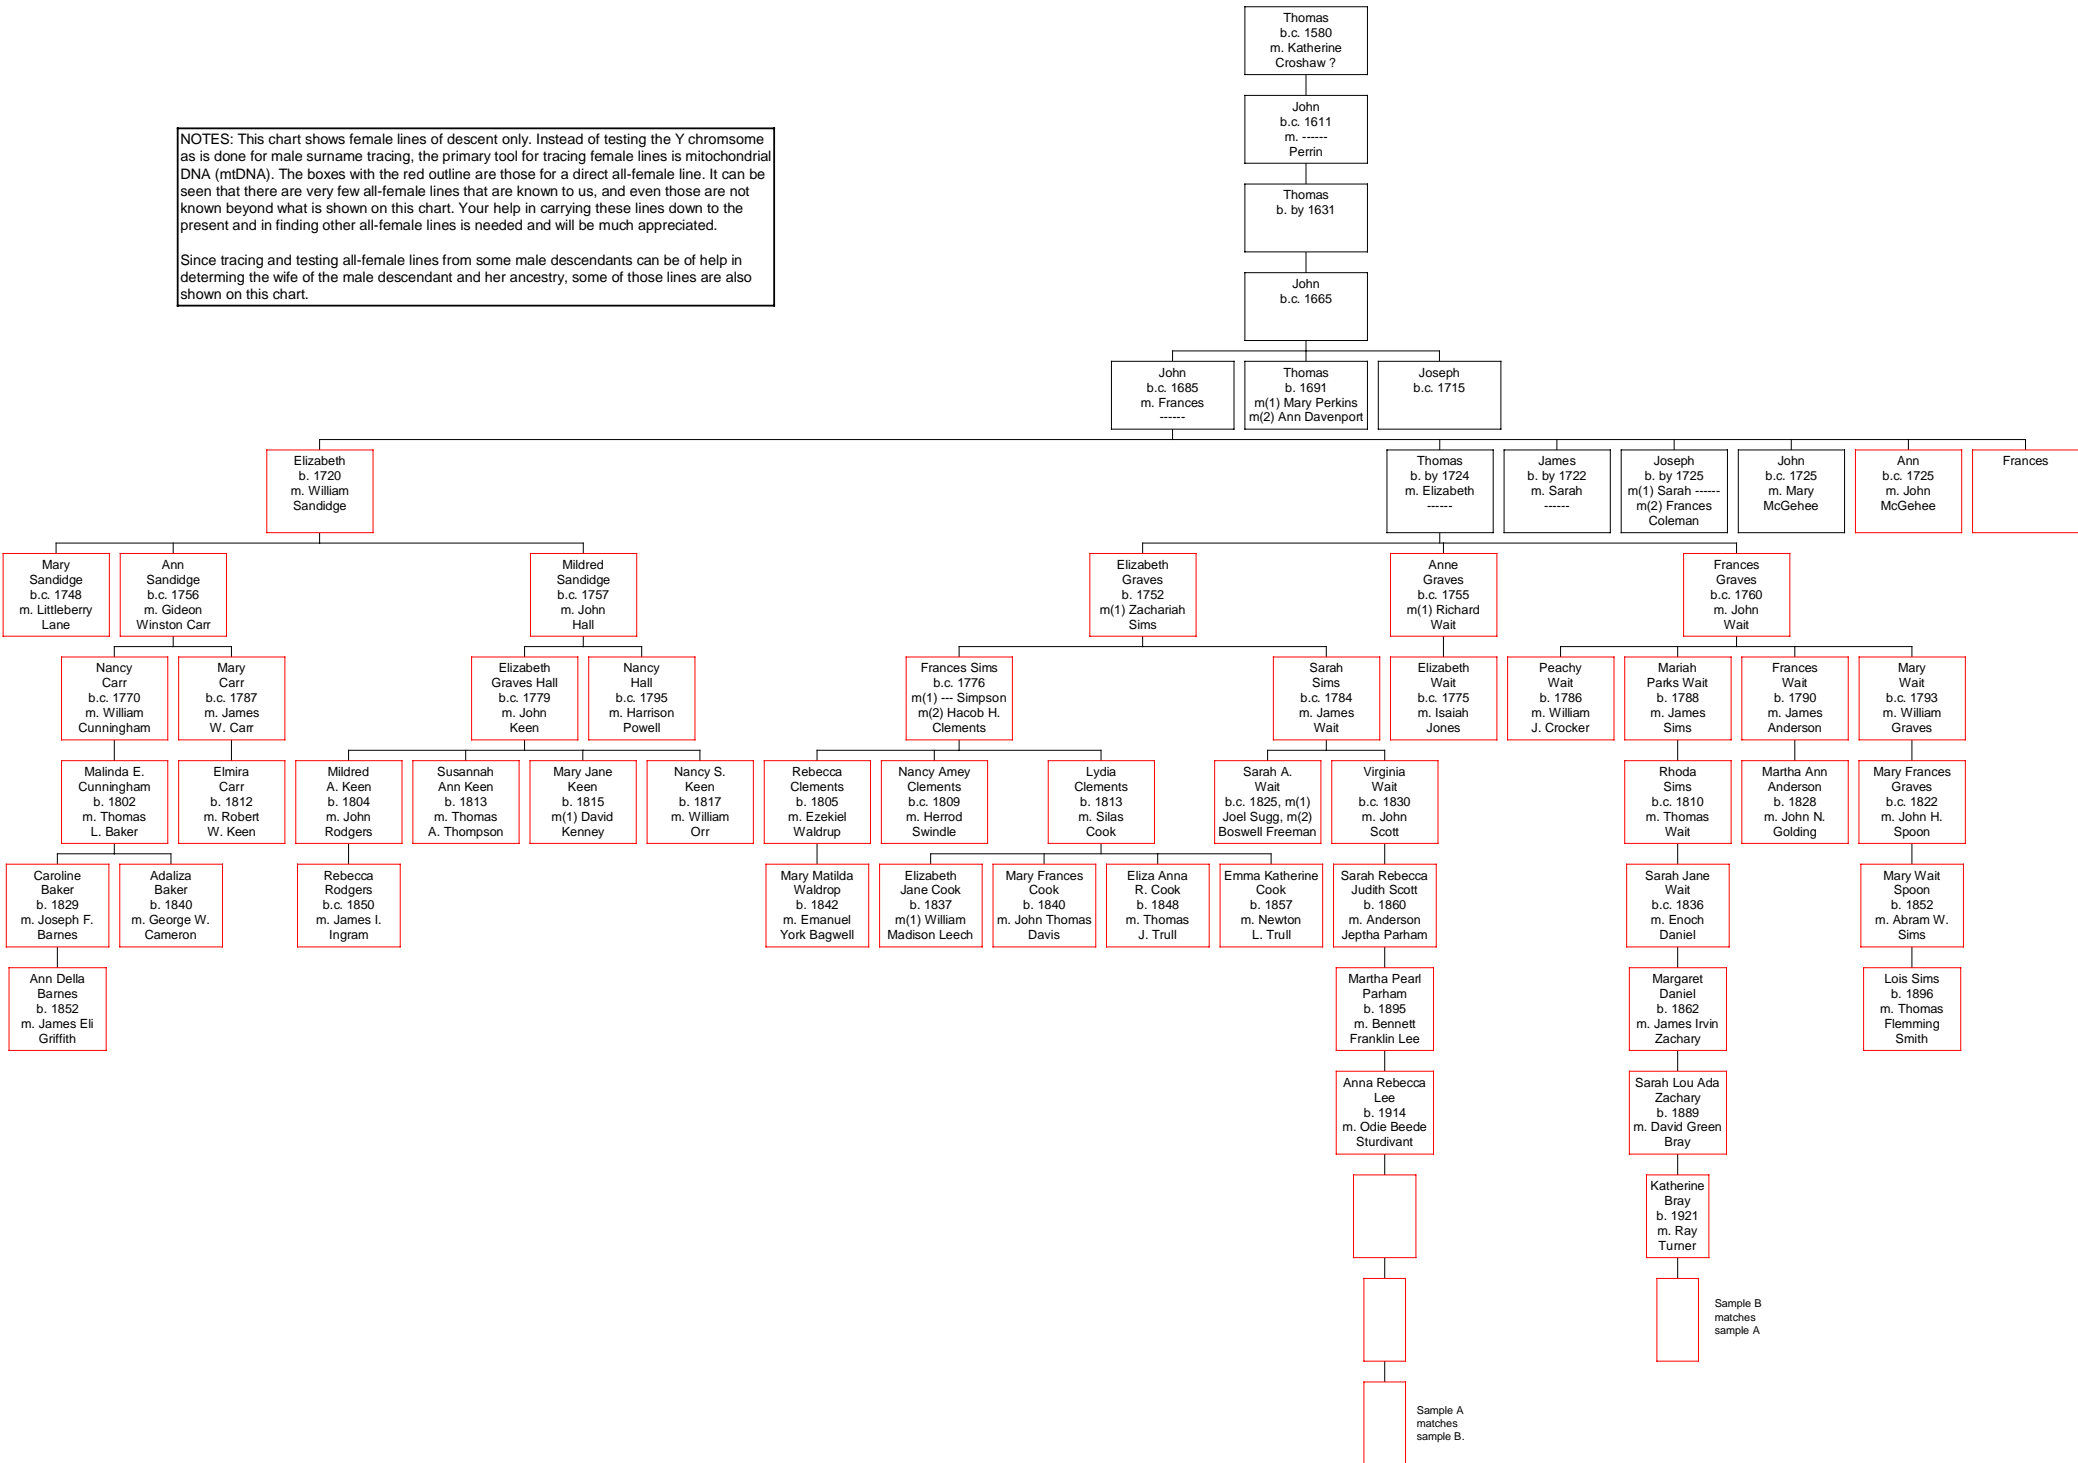 Thomas
b.c. 1580
m. Katherine
Croshaw ?
John
b.c. 1611
m. ------
Perrin
NOTES: This chart shows female lines of descent only. Instead of testing the Y chromsome
as is done for male surname tracing, the primary tool for tracing female lines is mitochondrial
DNA (mtDNA). The boxes with the red outline are those for a direct all-female line. It can be
seen that there are very few all-female lines that are known to us, and even those are not
known beyond what is shown on this chart. Your help in carrying these lines down to the
present and in finding other all-female lines is needed and will be much appreciated.
Since tracing and testing all-female lines from some male descendants can be of help in
determing the wife of the male descendant and her ancestry, some of those lines are also
shown on this chart.
Thomas
b. by 1631
John
b.c. 1665
John
b.c. 1685
m. Frances
------
Thomas
b. 1691
m(1) Mary Perkins
m(2) Ann Davenport
Joseph
b.c. 1715
Elizabeth
b. 1720
m. William
Sandidge
Thomas
b. by 1724
m. Elizabeth
------
James
b. by 1722
m. Sarah
------
Joseph
b. by 1725
m(1) Sarah ------
m(2) Frances
Coleman
John
b.c. 1725
m. Mary
McGehee
Ann
b.c. 1725
m. John
McGehee
Frances
Mary
Sandidge
b.c. 1748
m. Littleberry
Lane
Ann
Sandidge
b.c. 1756
m. Gideon
Winston Carr
Mildred
Sandidge
b.c. 1757
m. John
Hall
Elizabeth
Graves
b. 1752
m(1) Zachariah
Sims
Anne
Graves
b.c. 1755
m(1) Richard
Wait
Frances
Graves
b.c. 1760
m. John
Wait
Nancy
Carr
b.c. 1770
m. William
Cunningham
Mary
Carr
b.c. 1787
m. James
W. Carr
Elizabeth
Graves Hall
b.c. 1779
m. John
Keen
Nancy
Hall
b.c. 1795
m. Harrison
Powell
Frances Sims
b.c. 1776
m(1) --- Simpson
m(2) Hacob H.
Clements
Sarah
Sims
b.c. 1784
m. James
Wait
Elizabeth
Wait
b.c. 1775
m. Isaiah
Jones
Peachy
Wait
b. 1786
m. William
J. Crocker
Mariah
Parks Wait
b. 1788
m. James
Sims
Frances
Wait
b. 1790
m. James
Anderson
Mary
Wait
b.c. 1793
m. William
Graves
Malinda E.
Cunningham
b. 1802
m. Thomas
L. Baker
Elmira
Carr
b. 1812
m. Robert
W. Keen
Mildred
A. Keen
b. 1804
m. John
Rodgers
Susannah
Ann Keen
b. 1813
m. Thomas
A. Thompson
Mary Jane
Keen
b. 1815
m(1) David
Kenney
Nancy S.
Keen
b. 1817
m. William
Orr
Rebecca
Clements
b. 1805
m. Ezekiel
Waldrup
Nancy Amey
Clements
b.c. 1809
m. Herrod
Swindle
Lydia
Clements
b. 1813
m. Silas
Cook
Sarah A.
Wait
b.c. 1825, m(1)
Joel Sugg, m(2)
Boswell Freeman
Virginia
Wait
b.c. 1830
m. John
Scott
Rhoda
Sims
b.c. 1810
m. Thomas
Wait
Martha Ann
Anderson
b. 1828
m. John N.
Golding
Mary Frances
Graves
b.c. 1822
m. John H.
Spoon
Caroline
Baker
b. 1829
m. Joseph F.
Barnes
Adaliza
Baker
b. 1840
m. George W.
Cameron
Rebecca
Rodgers
b.c. 1850
m. James I.
Ingram
Mary Matilda
Waldrop
b. 1842
m. Emanuel
York Bagwell
Elizabeth
Jane Cook
b. 1837
m(1) William
Madison Leech
Mary Frances
Cook
b. 1840
m. John Thomas
Davis
Eliza Anna
R. Cook
b. 1848
m. Thomas
J. Trull
Emma Katherine
Cook
b. 1857
m. Newton
L. Trull
Sarah Rebecca
Judith Scott
b. 1860
m. Anderson
Jeptha Parham
Sarah Jane
Wait
b.c. 1836
m. Enoch
Daniel
Mary Wait
Spoon
b. 1852
m. Abram W.
Sims
Ann Della
Barnes
b. 1852
m. James Eli
Griffith
Martha Pearl
Parham
b. 1895
m. Bennett
Franklin Lee
Margaret
Daniel
b. 1862
m. James Irvin
Zachary
Lois Sims
b. 1896
m. Thomas
Flemming
Smith
Anna Rebecca
Lee
b. 1914
m. Odie Beede
Sturdivant
Sarah Lou Ada
Zachary
b. 1889
m. David Green
Bray
Katherine
Bray
b. 1921
m. Ray
Turner
Sample B
matches
sample A
Sample A
matches
sample B.